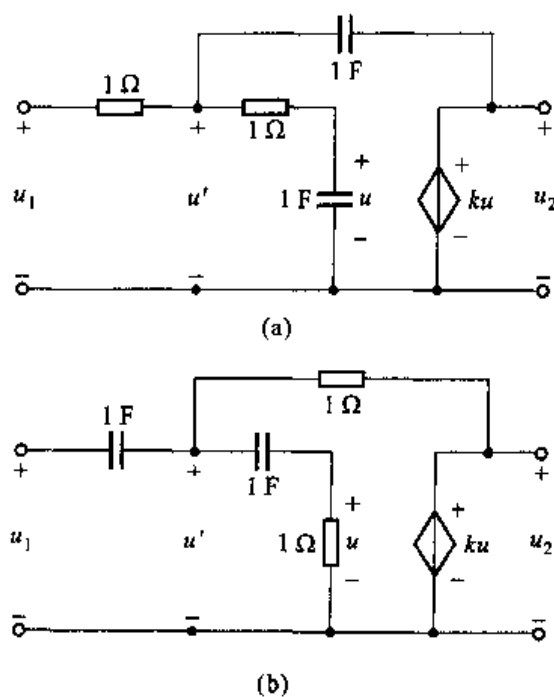 1 F
1 Ω
+ + 1 Ω + + +
u₁ u′ 1 F u ku u₂
− − − − −
(a)
1 Ω
1 F
+ + 1 F + + +
u₁ u′ 1 Ω u ku u₂
− − − − −
(b)